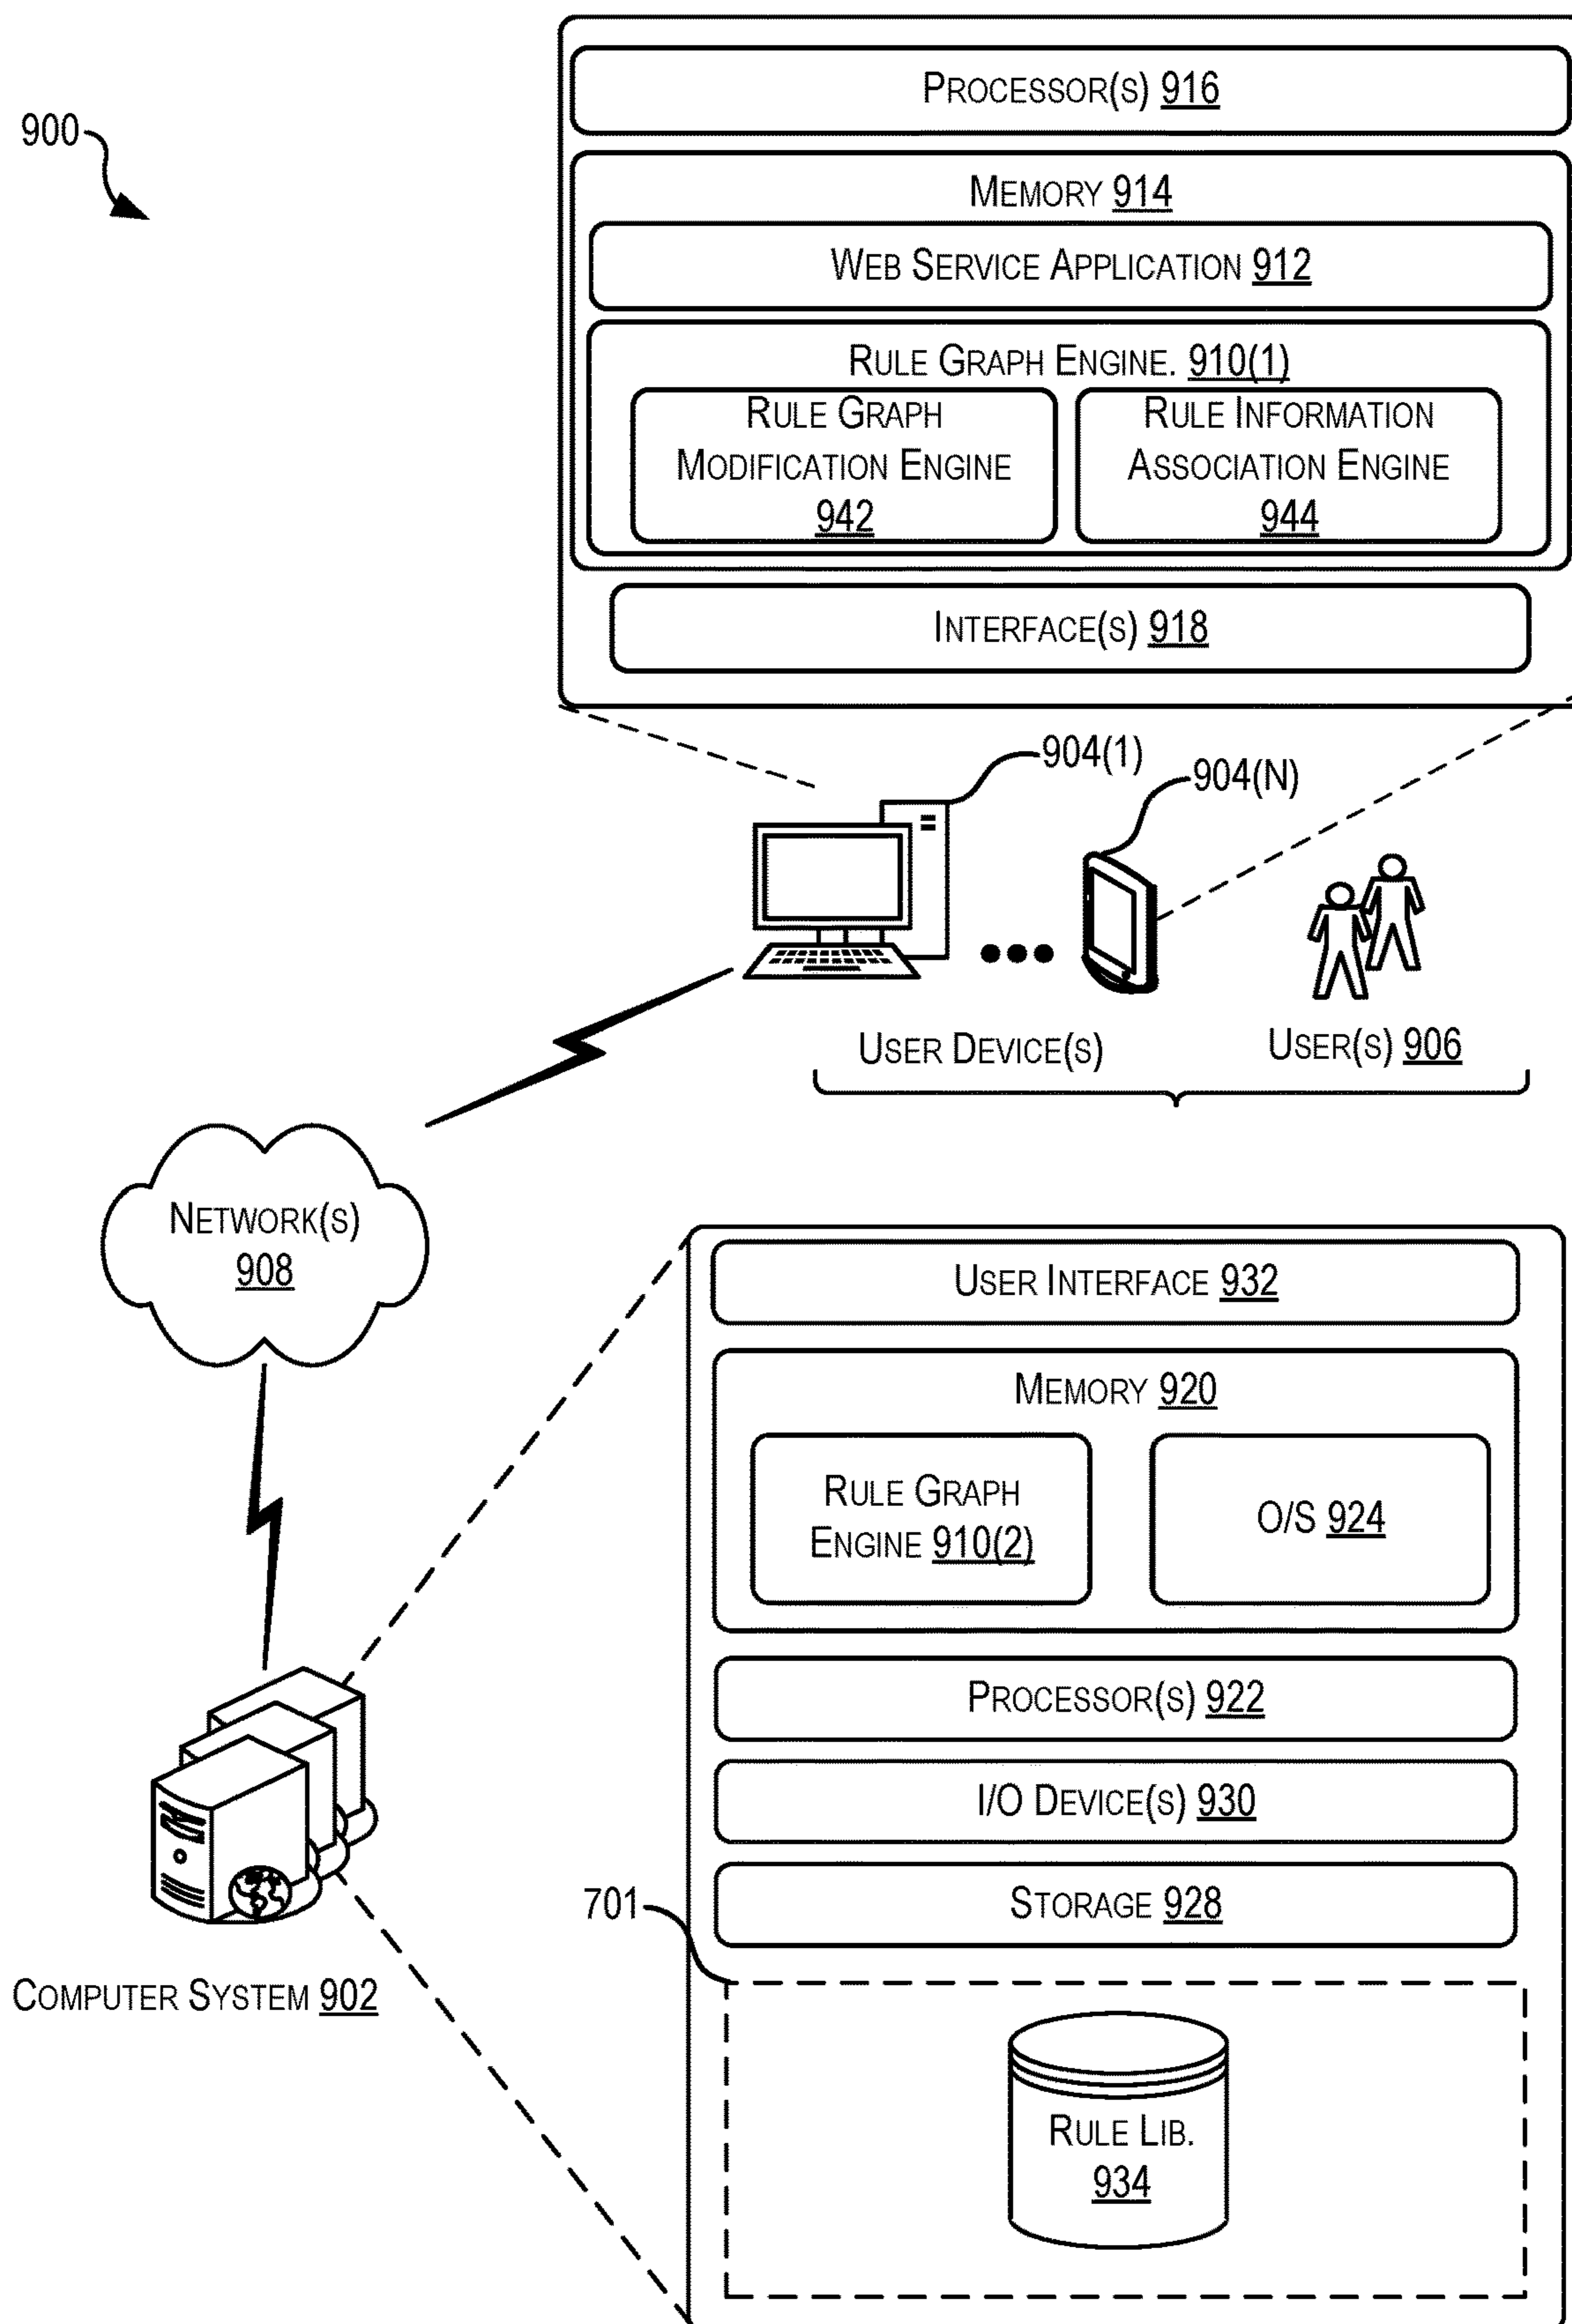 900
PROCESSOR(S) 916
MEMORY 914
WEB SERVICE APPLICATION 912
RULE GRAPH ENGINE. 910(1)
RULE GRAPH
MODIFICATION ENGINE
942
RULE INFORMATION
ASSOCIATION ENGINE
944
INTERFACE(S) 918
904(1)
904(N)
USER DEVICE(S)
USER(S) 906
NETWORK(S)
908
USER INTERFACE 932
MEMORY 920
RULE GRAPH
ENGINE 910(2)
O/S 924
PROCESSOR(S) 922
I/O DEVICE(S) 930
STORAGE 928
701
COMPUTER SYSTEM 902
RULE LIB.
934